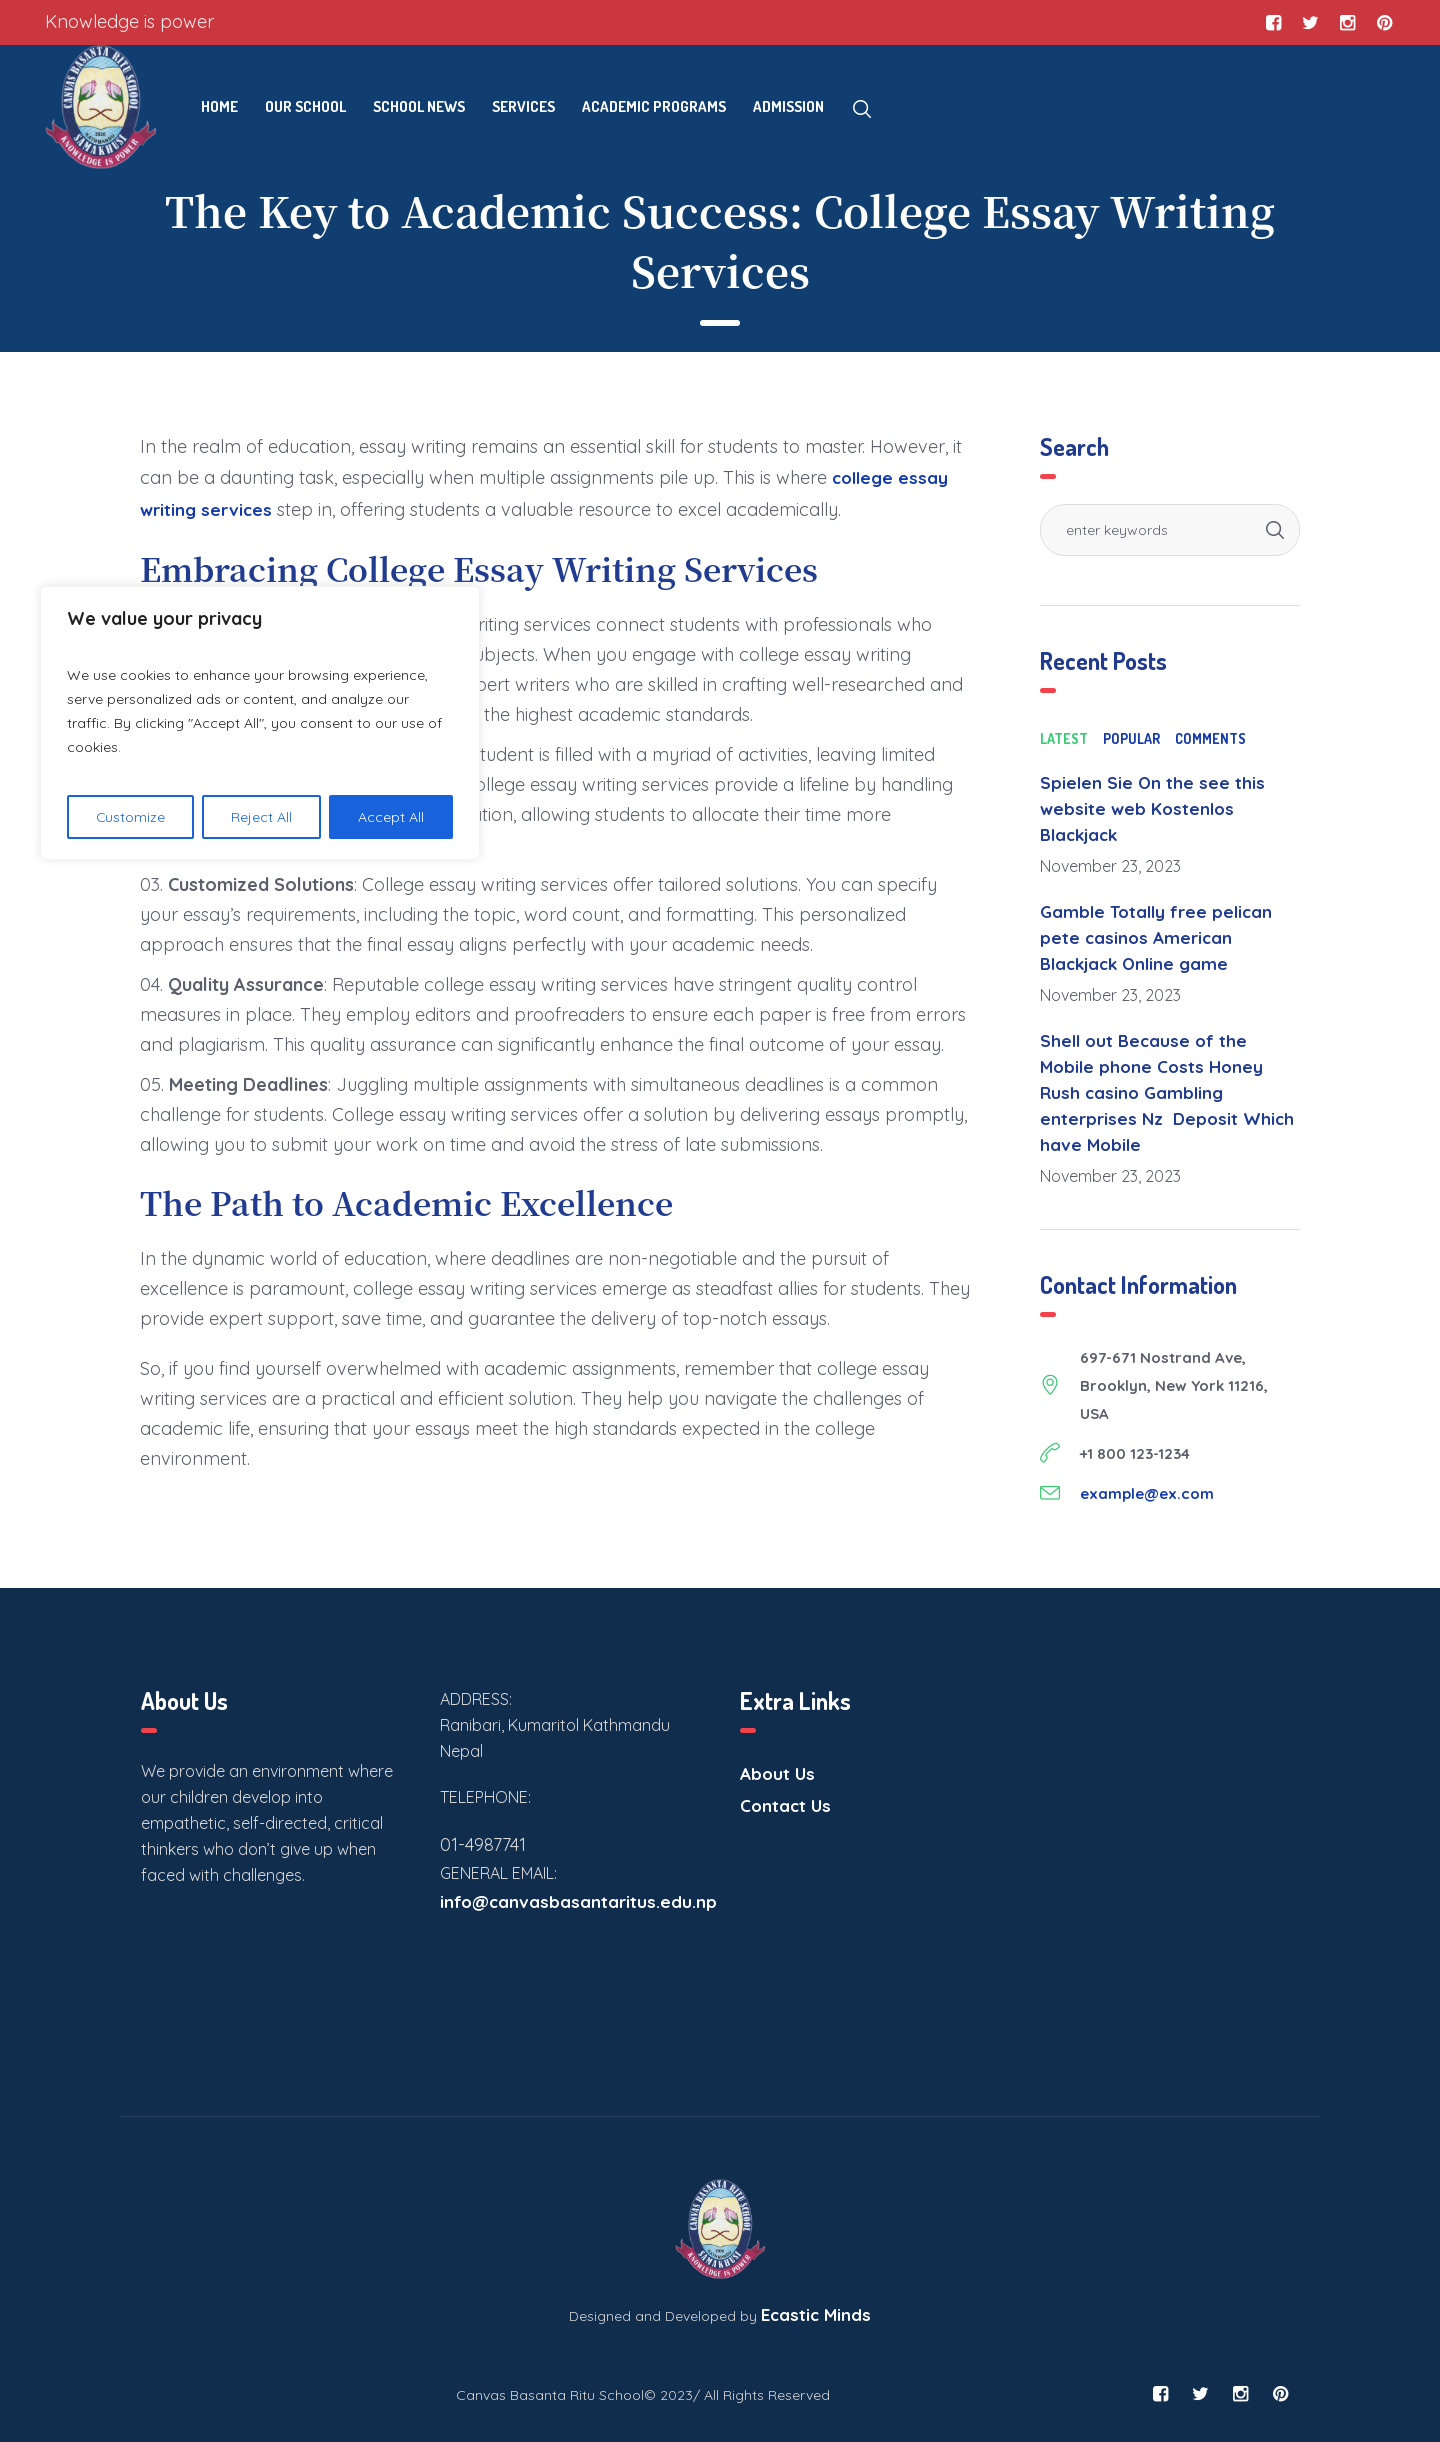 Knowledge is power
CANVAS BASANTA RITU SCHOOL
SAMAKHUSI
KNOWLEDGE IS POWER
HOME OUR SCHOOL SCHOOL NEWS SERVICES ACADEMIC PROGRAMS ADMISSION
The Key to Academic Success: College Essay Writing
Services
In the realm of education, essay writing remains an essential skill for students to master. However, it
can be a daunting task, especially when multiple assignments pile up. This is where college essay
writing services step in, offering students a valuable resource to excel academically.
Embracing College Essay Writing Services
writing services connect students with professionals who
subjects. When you engage with college essay writing
expert writers who are skilled in crafting well-researched and
the highest academic standards.
student is filled with a myriad of activities, leaving limited
College essay writing services provide a lifeline by handling
allowing students to allocate their time more
We value your privacy
We use cookies to enhance your browsing experience,
serve personalized ads or content, and analyze our
traffic. By clicking "Accept All", you consent to our use of
cookies.
Customize Reject All Accept All
03. Customized Solutions: College essay writing services offer tailored solutions. You can specify
your essay’s requirements, including the topic, word count, and formatting. This personalized
approach ensures that the final essay aligns perfectly with your academic needs.
04. Quality Assurance: Reputable college essay writing services have stringent quality control
measures in place. They employ editors and proofreaders to ensure each paper is free from errors
and plagiarism. This quality assurance can significantly enhance the final outcome of your essay.
05. Meeting Deadlines: Juggling multiple assignments with simultaneous deadlines is a common
challenge for students. College essay writing services offer a solution by delivering essays promptly,
allowing you to submit your work on time and avoid the stress of late submissions.
The Path to Academic Excellence
In the dynamic world of education, where deadlines are non-negotiable and the pursuit of
excellence is paramount, college essay writing services emerge as steadfast allies for students. They
provide expert support, save time, and guarantee the delivery of top-notch essays.
So, if you find yourself overwhelmed with academic assignments, remember that college essay
writing services are a practical and efficient solution. They help you navigate the challenges of
academic life, ensuring that your essays meet the high standards expected in the college
environment.
Search
enter keywords
Recent Posts
LATEST POPULAR COMMENTS
Spielen Sie On the see this
website web Kostenlos
Blackjack
November 23, 2023
Gamble Totally free pelican
pete casinos American
Blackjack Online game
November 23, 2023
Shell out Because of the
Mobile phone Costs Honey
Rush casino Gambling
enterprises Nz Deposit Which
have Mobile
November 23, 2023
Contact Information
697-671 Nostrand Ave,
Brooklyn, New York 11216,
USA
+1 800 123-1234
example@ex.com
About Us
We provide an environment where
our children develop into
empathetic, self-directed, critical
thinkers who don’t give up when
faced with challenges.
ADDRESS:
Ranibari, Kumaritol Kathmandu
Nepal
TELEPHONE:
01-4987741
GENERAL EMAIL:
info@canvasbasantaritus.edu.np
Extra Links
About Us
Contact Us
CANVAS BASANTA RITU SCHOOL
SAMAKHUSI
KNOWLEDGE IS POWER
Designed and Developed by Ecastic Minds
Canvas Basanta Ritu School© 2023/ All Rights Reserved